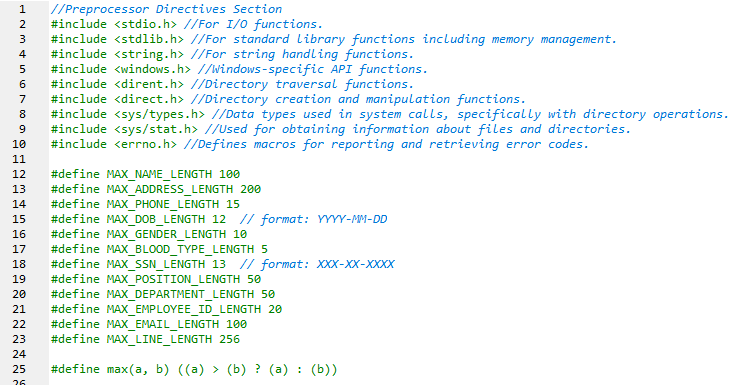 1 //Preprocessor Directives Section
2 #include <stdio.h> //For I/O functions.
3 #include <stdlib.h> //For standard library functions including memory management.
4 #include <string.h> //For string handling functions.
5 #include <windows.h> //Windows-specific API functions.
6 #include <dirent.h> //Directory traversal functions.
7 #include <direct.h> //Directory creation and manipulation functions.
8 #include <sys/types.h> //Data types used in system calls, specifically with directory operations.
9 #include <sys/stat.h> //Used for obtaining information about files and directories.
10 #include <errno.h> //Defines macros for reporting and retrieving error codes.
11
12 #define MAX_NAME_LENGTH 100
13 #define MAX_ADDRESS_LENGTH 200
14 #define MAX_PHONE_LENGTH 15
15 #define MAX_DOB_LENGTH 12  // format: YYYY-MM-DD
16 #define MAX_GENDER_LENGTH 10
17 #define MAX_BLOOD_TYPE_LENGTH 5
18 #define MAX_SSN_LENGTH 13  // format: XXX-XX-XXXX
19 #define MAX_POSITION_LENGTH 50
20 #define MAX_DEPARTMENT_LENGTH 50
21 #define MAX_EMPLOYEE_ID_LENGTH 20
22 #define MAX_EMAIL_LENGTH 100
23 #define MAX_LINE_LENGTH 256
24
25 #define max(a, b) ((a) > (b) ? (a) : (b))
26